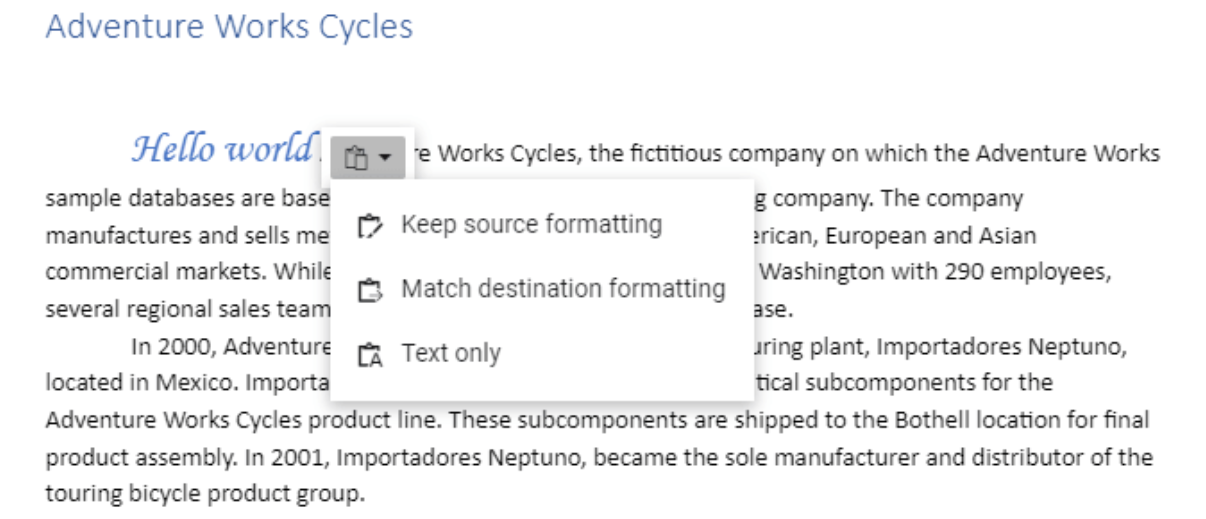 Adventure Works Cycles
Hello world re Works Cycles, the fictitious company on which the Adventure Works
sample databases are base g company. The company
Keep source formatting
manufactures and sells me erican, European and Asian
commercial markets. While Washington with 290 employees,
Match destination formatting
several regional sales team ase.
In 2000, Adventure uring plant, Importadores Neptuno,
Text only
located in Mexico. Importa tical subcomponents for the
Adventure Works Cycles product line. These subcomponents are shipped to the Bothell location for final
product assembly. In 2001, Importadores Neptuno, became the sole manufacturer and distributor of the
touring bicycle product group.